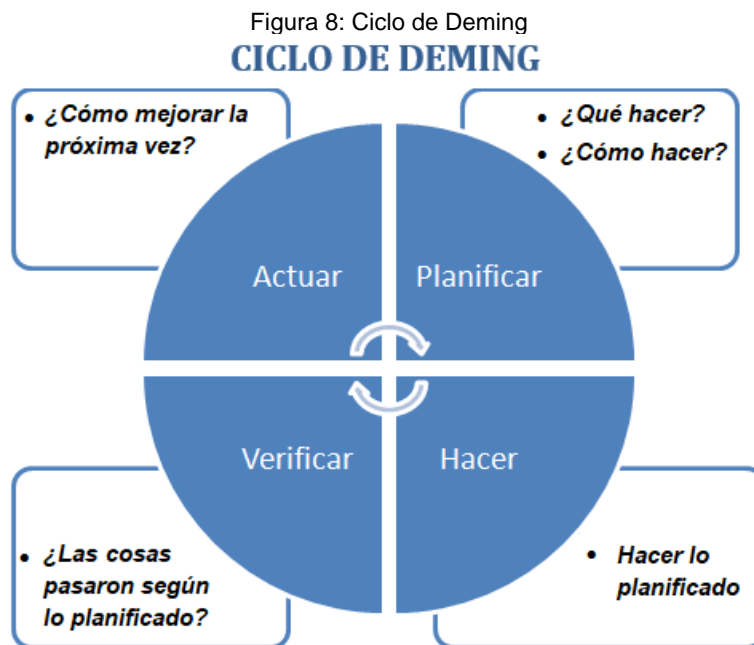 Figura 8: Ciclo de Deming
CICLO DE DEMING
• ¿Cómo mejorar la
próxima vez?
• ¿Qué hacer?
• ¿Cómo hacer?
Actuar
Planificar
Verificar
Hacer
• ¿Las cosas
pasaron según
lo planificado?
• Hacer lo
planificado